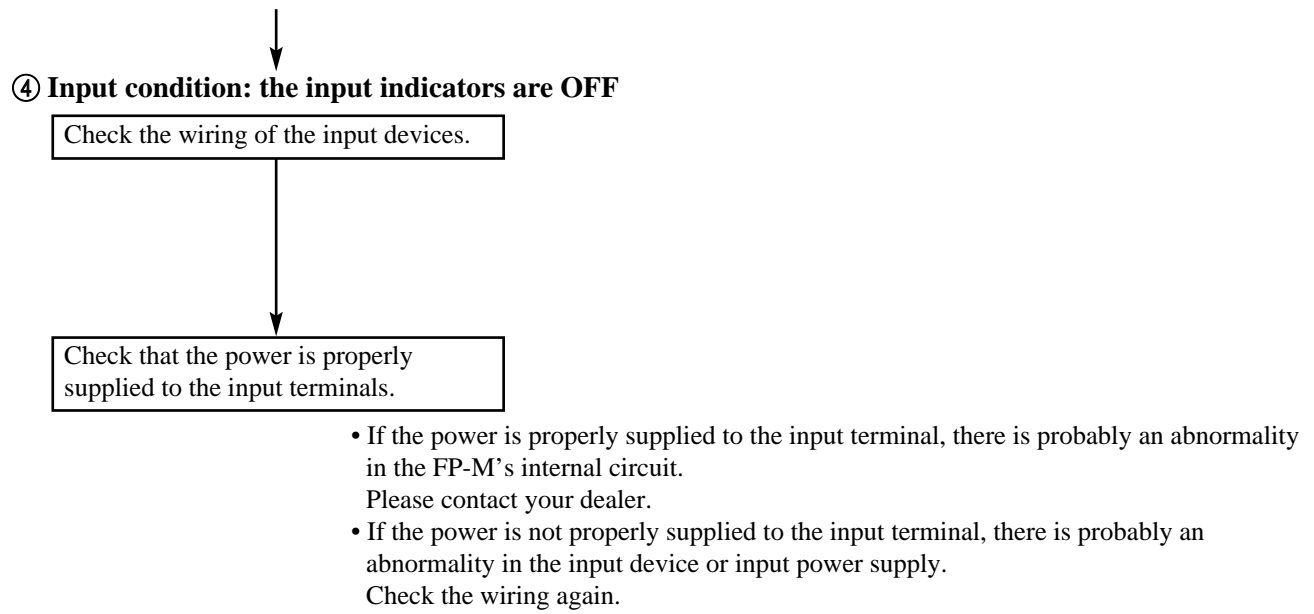 ④ Input condition: the input indicators are OFF
Check the wiring of the input devices.
Check that the power is properly
supplied to the input terminals.
• If the power is properly supplied to the input terminal, there is probably an abnormality
in the FP-M’s internal circuit.
Please contact your dealer.
• If the power is not properly supplied to the input terminal, there is probably an
abnormality in the input device or input power supply.
Check the wiring again.